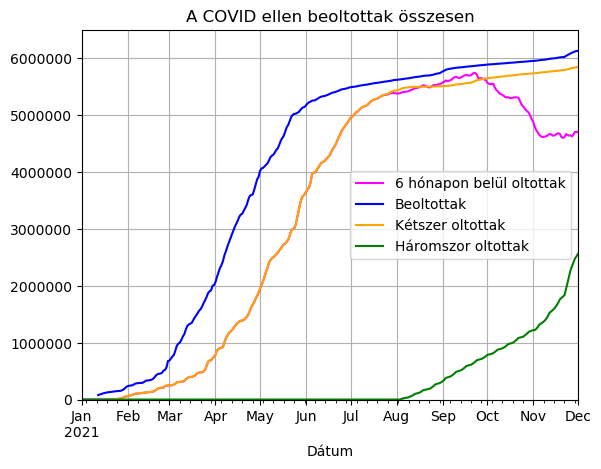 A COVID ellen beoltottak összesen
6000000
5000000
4000000
3000000
2000000
1000000
0
6 hónapon belül oltottak
Beoltottak
Kétszer oltottak
Háromszor oltottak
Jan Feb Mar Apr May Jun Jul Aug Sep Oct Nov Dec
2021
Dátum